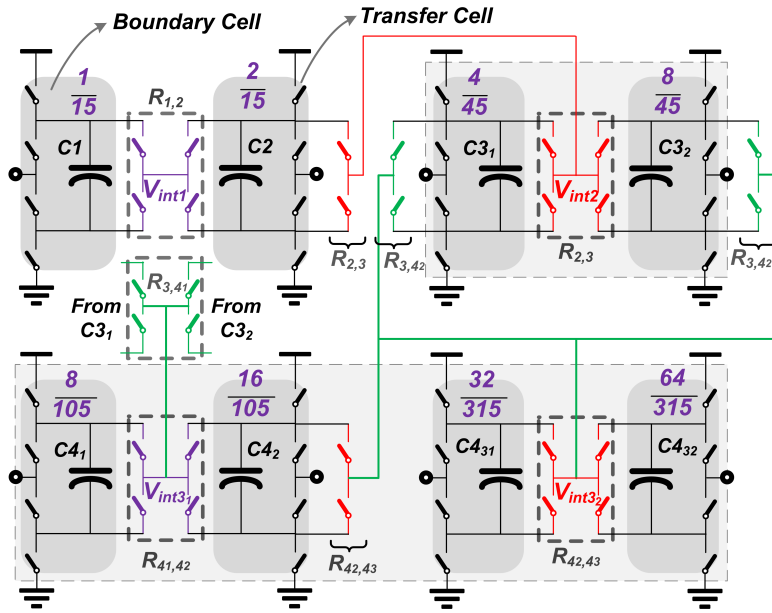 Boundary Cell
Transfer Cell
1
15
2
15
4
45
8
45
R1,2
C1
C2
C31
C32
Vint1
Vint2
R2,3
R3,42
R2,3
R3,42
R3,41
From
C31
From
C32
8
105
16
105
32
315
64
315
C41
C42
C431
C432
Vint31
Vint32
R41,42
R42,43
R42,43